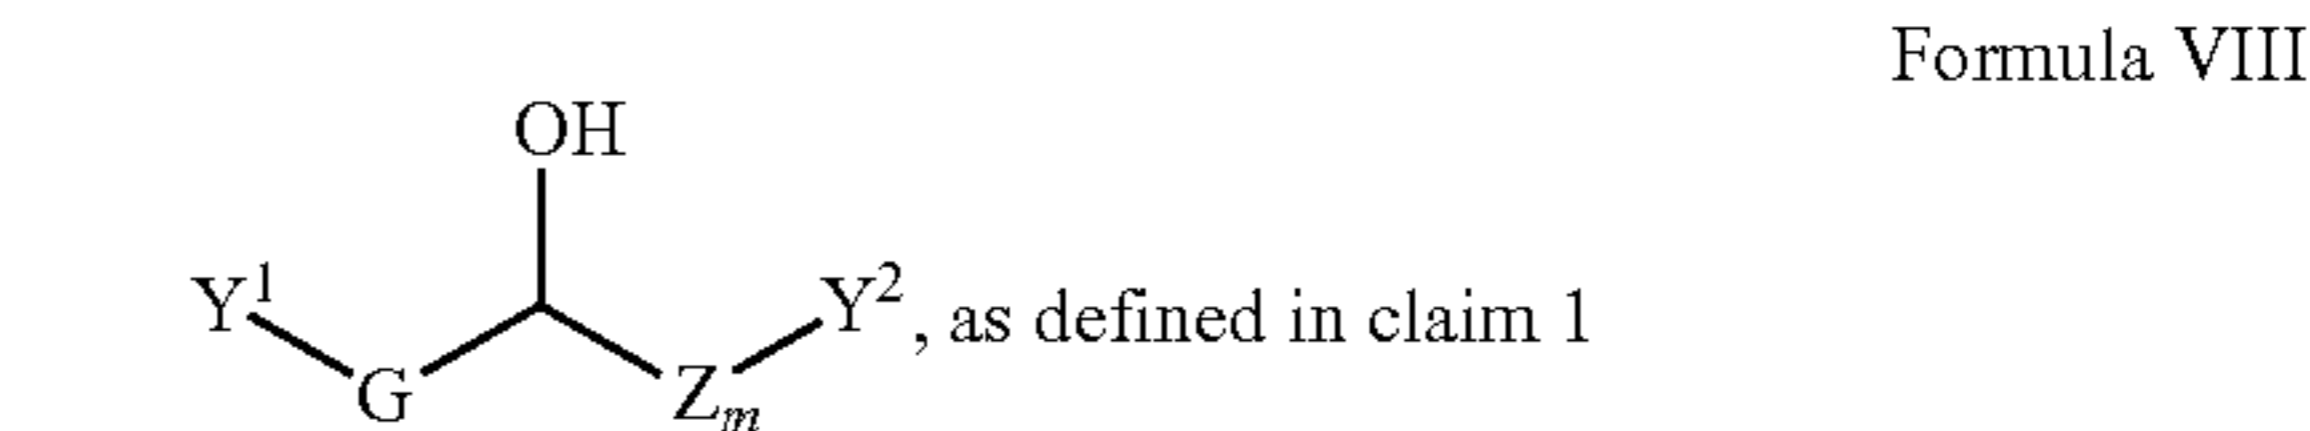 Formula VIII
OH
Y¹ Y², as defined in claim 1
G Zₘ